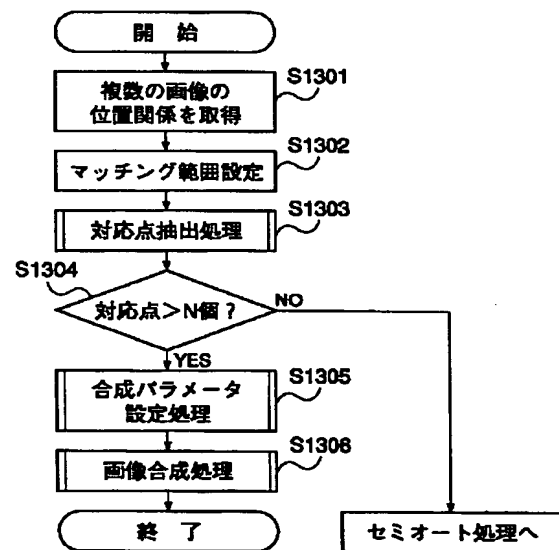 開 始
S1301
複数の画像の
位置関係を取得
S1302
マッチング範囲設定
S1303
対応点抽出処理
S1304
対応点>N個?
NO
YES
S1305
合成パラメータ
設定処理
S1306
画像合成処理
終 了
セミオート処理へ